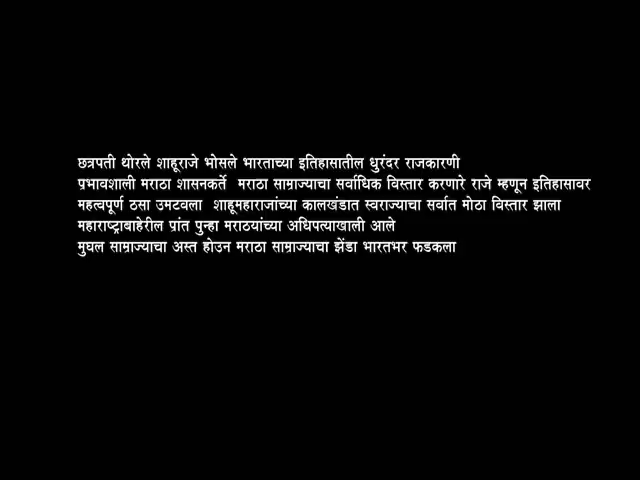 छत्रपती थोरले शाहूराजे भोसले भारताच्या इतिहासातील धुरंदर राजकारणी
प्रभावशाली मराठा शासनकर्ते  मराठा साम्राज्याचा सर्वाधिक विस्तार करणारे राजे म्हणून इतिहासावर
महत्वपूर्ण ठसा उमटवला  शाहूमहाराजांच्या कालखंडात स्वराज्याचा सर्वात मोठा विस्तार झाला
महाराष्ट्राबाहेरील प्रांत पुन्हा मराठयांच्या अधिपत्याखाली आले
मुघल साम्राज्याचा अस्त होउन मराठा साम्राज्याचा झेंडा भारतभर फडकला